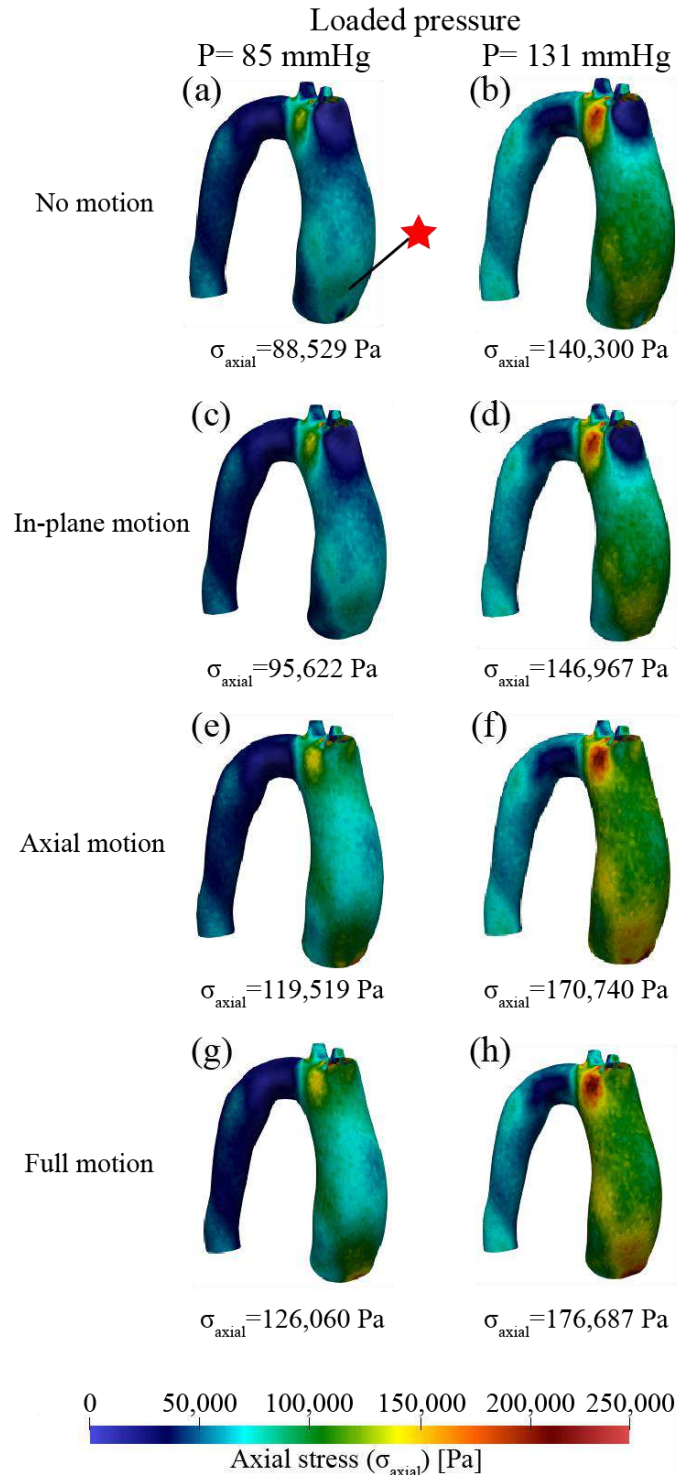 Loaded pressure
P= 85 mmHg P= 131 mmHg
(a) (b)
No motion
σaxial=88,529 Pa σaxial=140,300 Pa
(c) (d)
In-plane motion
σaxial=95,622 Pa σaxial=146,967 Pa
(e) (f)
Axial motion
σaxial=119,519 Pa σaxial=170,740 Pa
(g) (h)
Full motion
σaxial=126,060 Pa σaxial=176,687 Pa
0 50,000 100,000 150,000 200,000 250,000
Axial stress (σaxial) [Pa]